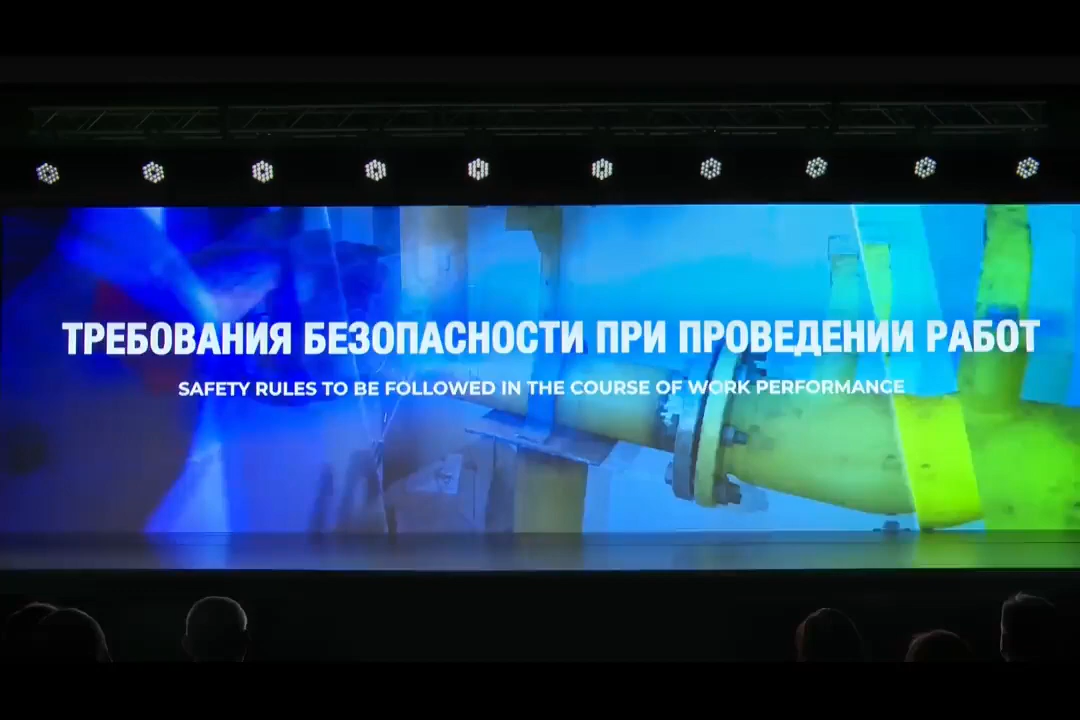 ТРЕБОВАНИЯ БЕЗОПАСНОСТИ ПРИ ПРОВЕДЕНИИ РАБОТ
SAFETY RULES TO BE FOLLOWED IN THE COURSE OF WORK PERFORMANCE